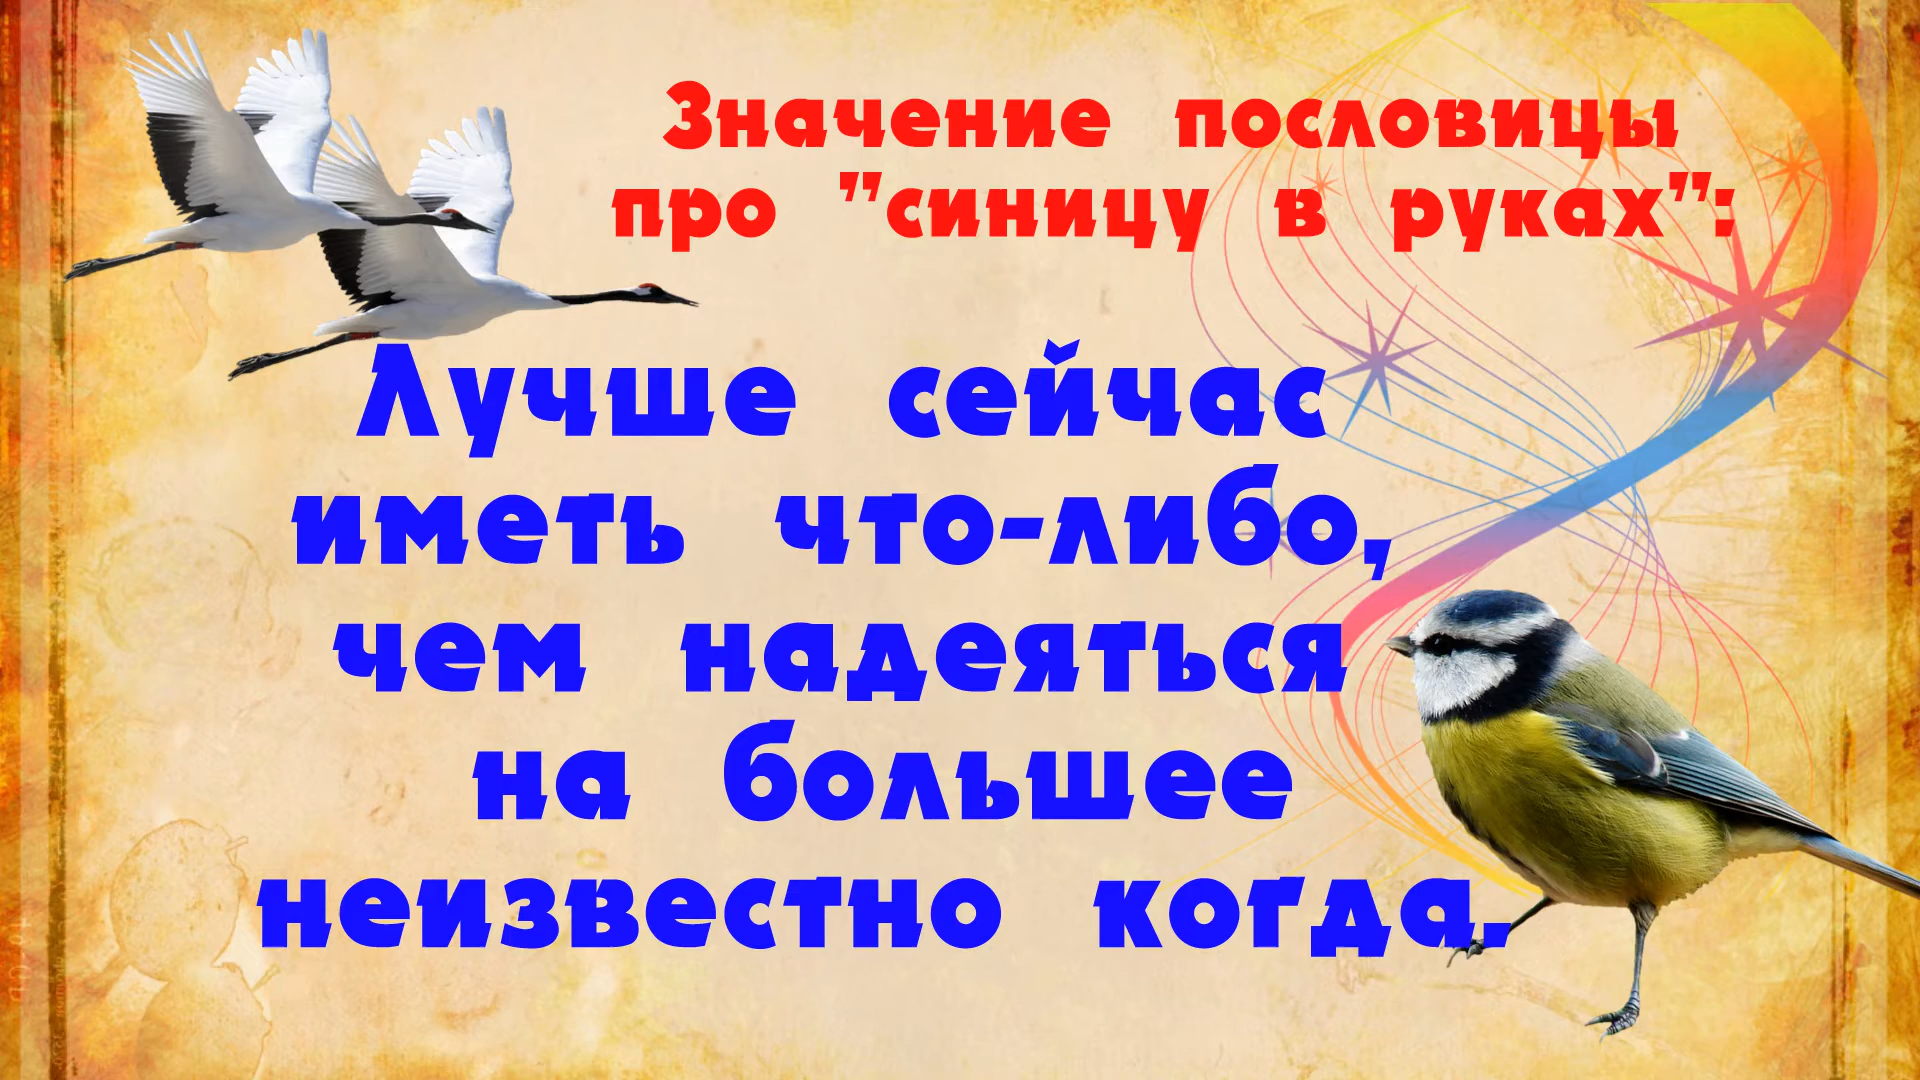 Значение пословицы
про "синицу в руках":
Лучше сейчас
иметь что-либо,
чем надеяться
на большее
неизвестно когда.